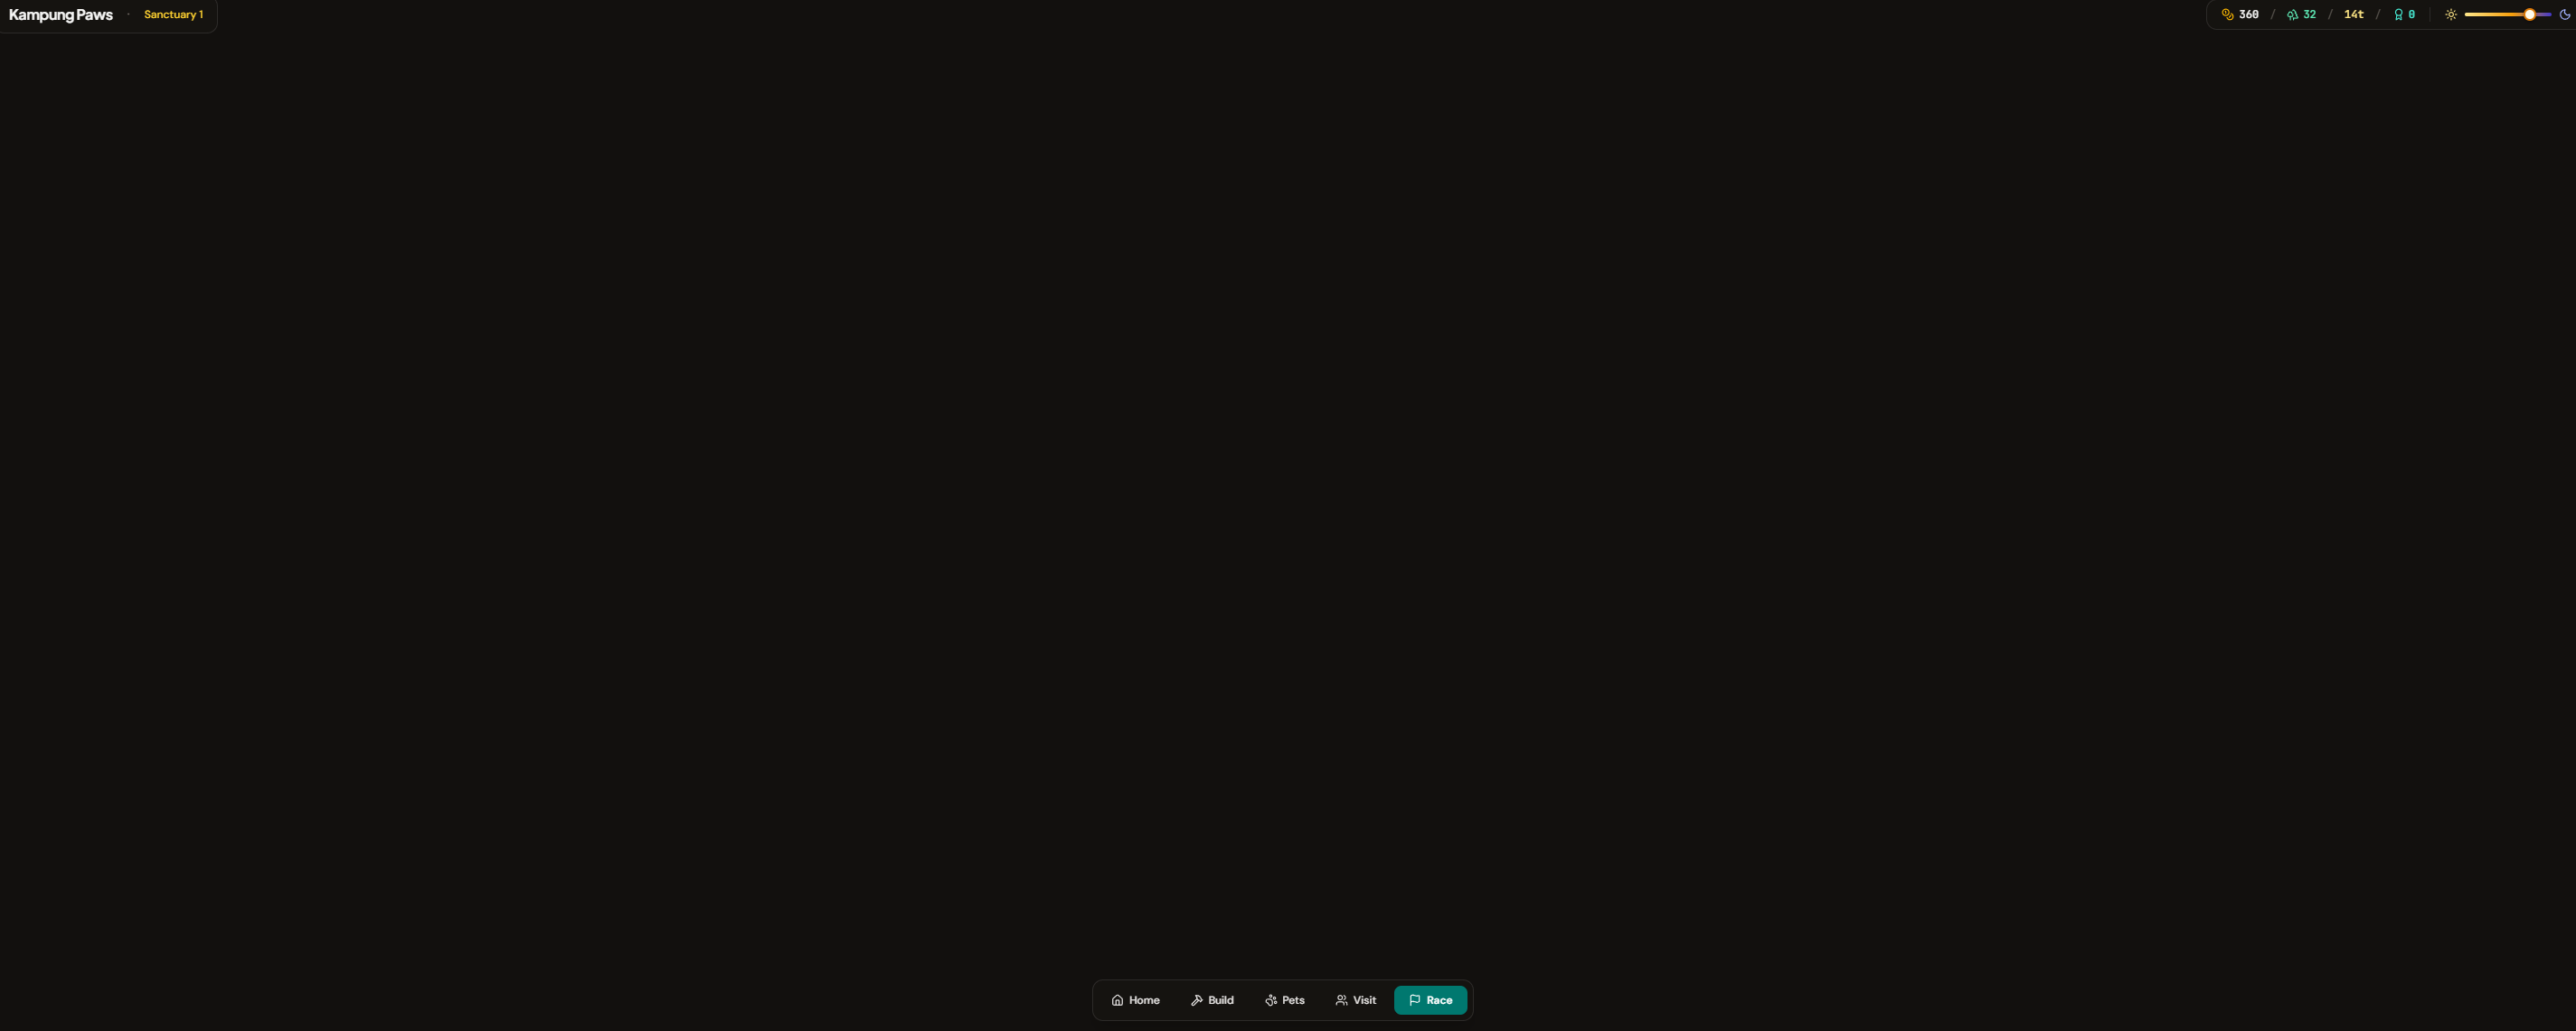 Kampung Paws · Sanctuary 1
360 / 32 / 14t / 0
Home Build Pets Visit Race